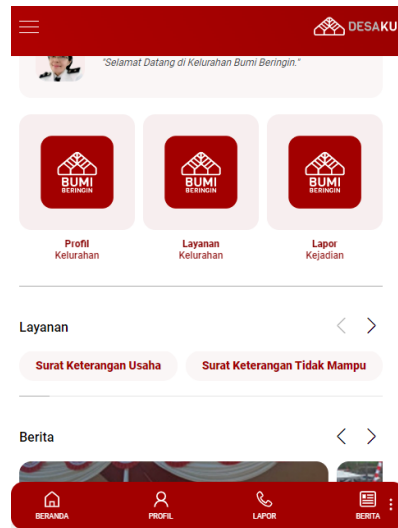 DESAKU
"Selamat Datang di Kelurahan Bumi Beringin."
BUMI
BERINGIN
BUMI
BERINGIN
BUMI
BERINGIN
Profil
Kelurahan
Layanan
Kelurahan
Lapor
Kejadian
Layanan
Surat Keterangan Usaha
Surat Keterangan Tidak Mampu
Berita
BERANDA
PROFIL
LAPOR
BERITA